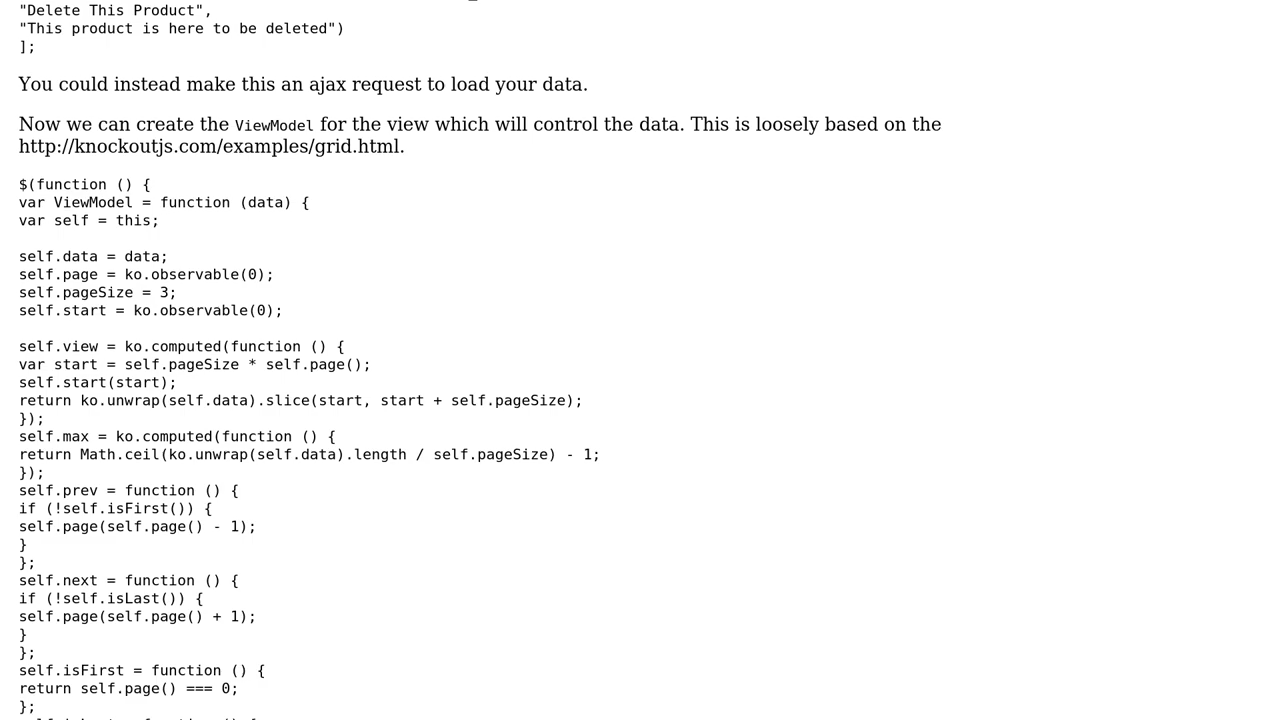 "Delete This Product",
"This product is here to be deleted")
];
You could instead make this an ajax request to load your data.
Now we can create the ViewModel for the view which will control the data. This is loosely based on the
http://knockoutjs.com/examples/grid.html.
$(function () {
var ViewModel = function (data) {
var self = this;
self.data = data;
self.page = ko.observable(0);
self.pageSize = 3;
self.start = ko.observable(0);
self.view = ko.computed(function () {
var start = self.pageSize * self.page();
self.start(start);
return ko.unwrap(self.data).slice(start, start + self.pageSize);
});
self.max = ko.computed(function () {
return Math.ceil(ko.unwrap(self.data).length / self.pageSize) - 1;
});
self.prev = function () {
if (!self.isFirst()) {
self.page(self.page() - 1);
}
};
self.next = function () {
if (!self.isLast()) {
self.page(self.page() + 1);
}
};
self.isFirst = function () {
return self.page() === 0;
};